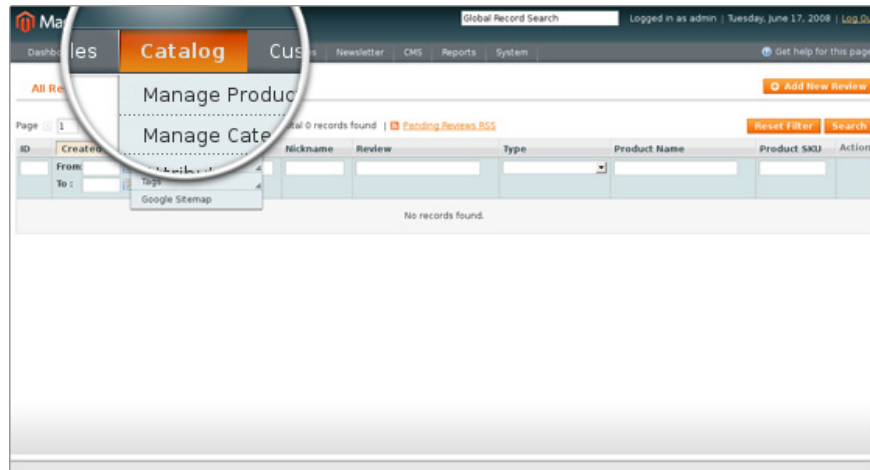 Ma
Global Record Search
Logged in as admin | Tuesday, June 17, 2008 | Log Ou
Dashbo
les
Catalog
Cus
s
Newsletter
CMS
Reports
System
Get help for this page
All Re
Manage Produc
Add New Review
Page 1
tal 0 records found | Pending Reviews RSS
Reset Filter
Search
Manage Cate
ID
Created
Nickname
Review
Type
Product Name
Product SKU
Action
From:
Attribut
To :
Tags
Google Sitemap
No records found.